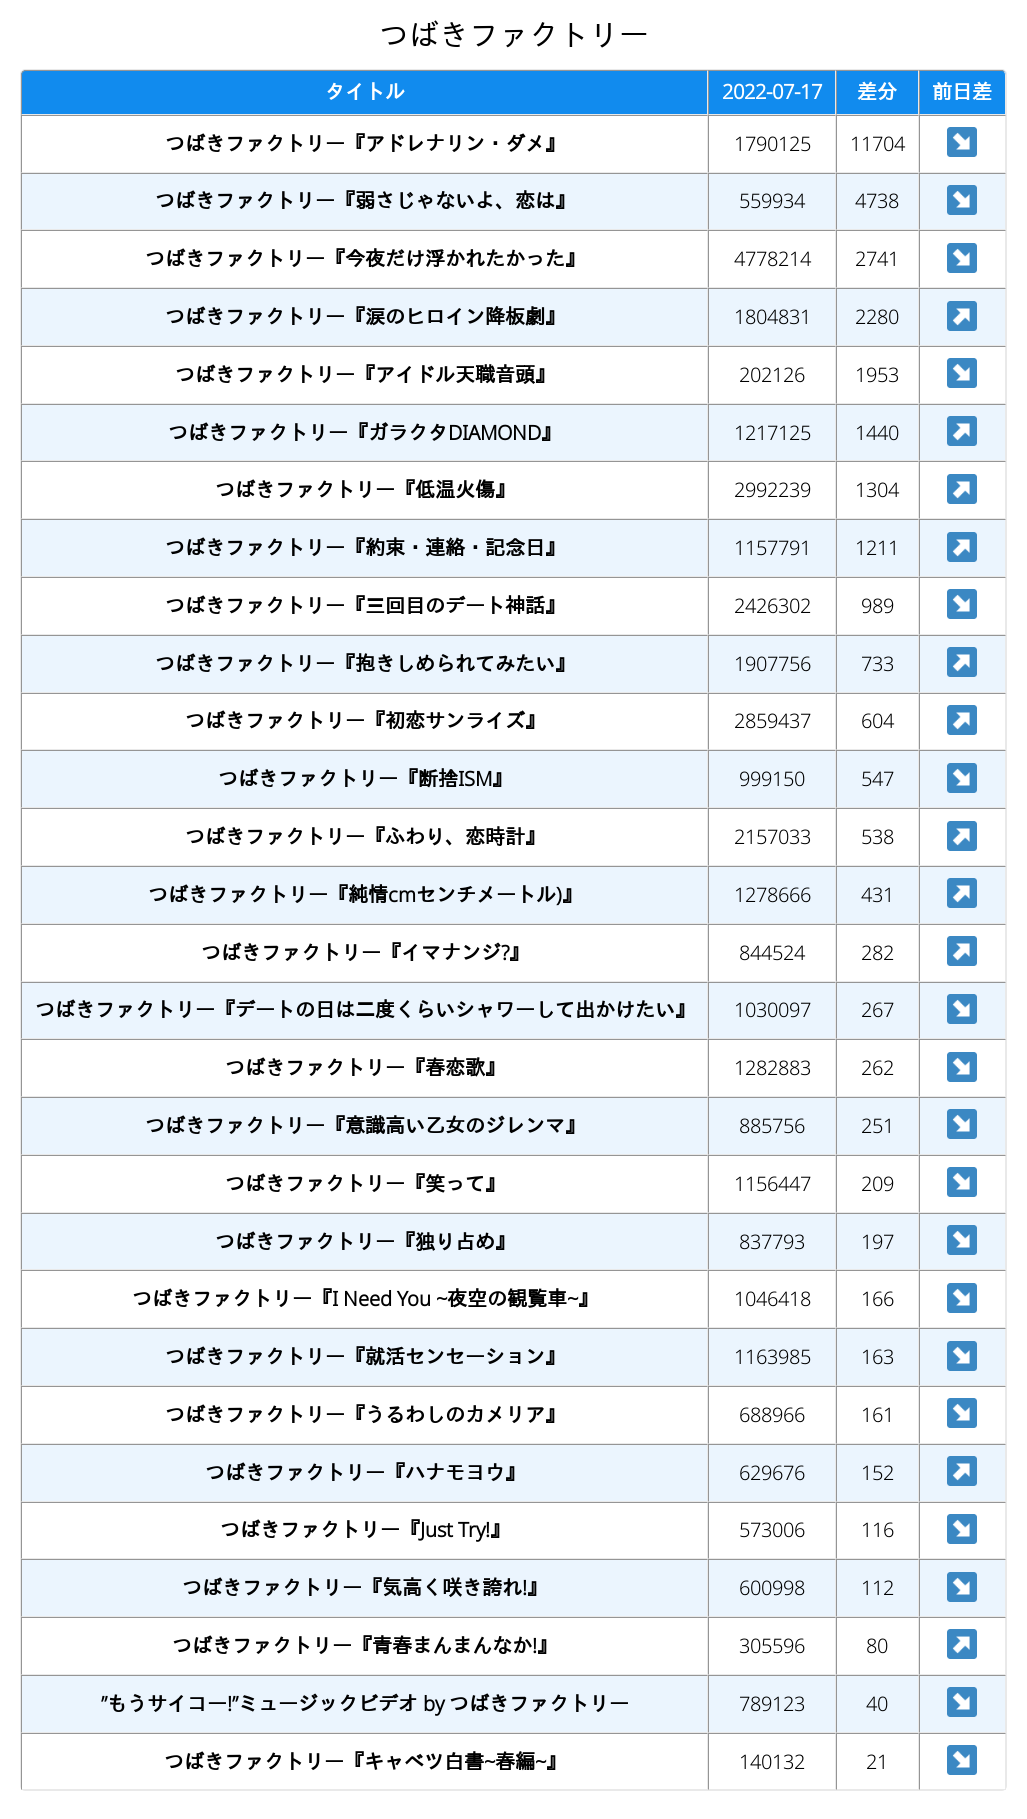 つばきファクトリー
タイトル 2022-07-17 差分 前日差
つばきファクトリー『アドレナリン・ダメ』 1790125 11704
つばきファクトリー『弱さじゃないよ、恋は』 559934 4738
つばきファクトリー『今夜だけ浮かれたかった』 4778214 2741
つばきファクトリー『涙のヒロイン降板劇』 1804831 2280
つばきファクトリー『アイドル天職音頭』 202126 1953
つばきファクトリー『ガラクタDIAMOND』 1217125 1440
つばきファクトリー『低温火傷』 2992239 1304
つばきファクトリー『約束・連絡・記念日』 1157791 1211
つばきファクトリー『三回目のデート神話』 2426302 989
つばきファクトリー『抱きしめられてみたい』 1907756 733
つばきファクトリー『初恋サンライズ』 2859437 604
つばきファクトリー『断捨ISM』 999150 547
つばきファクトリー『ふわり、恋時計』 2157033 538
つばきファクトリー『純情cmセンチメートル)』 1278666 431
つばきファクトリー『イマナンジ?』 844524 282
つばきファクトリー『デートの日は二度くらいシャワーして出かけたい』 1030097 267
つばきファクトリー『春恋歌』 1282883 262
つばきファクトリー『意識高い乙女のジレンマ』 885756 251
つばきファクトリー『笑って』 1156447 209
つばきファクトリー『独り占め』 837793 197
つばきファクトリー『I Need You ~夜空の観覧車~』 1046418 166
つばきファクトリー『就活センセーション』 1163985 163
つばきファクトリー『うるわしのカメリア』 688966 161
つばきファクトリー『ハナモヨウ』 629676 152
つばきファクトリー『Just Try!』 573006 116
つばきファクトリー『気高く咲き誇れ!』 600998 112
つばきファクトリー『青春まんまんなか!』 305596 80
”もうサイコー!”ミュージックビデオ by つばきファクトリー 789123 40
つばきファクトリー『キャベツ白書~春編~』 140132 21